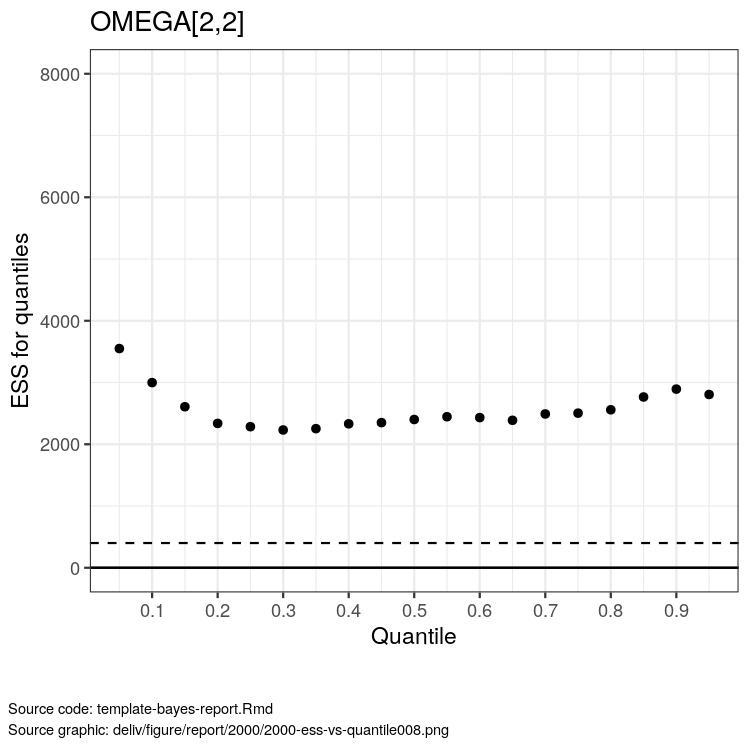 OMEGA[2,2]
8000
6000
4000
2000
0
ESS for quantiles
0.1 0.2 0.3 0.4 0.5 0.6 0.7 0.8 0.9
Quantile
Source code: template-bayes-report.Rmd
Source graphic: deliv/figure/report/2000/2000-ess-vs-quantile008.png